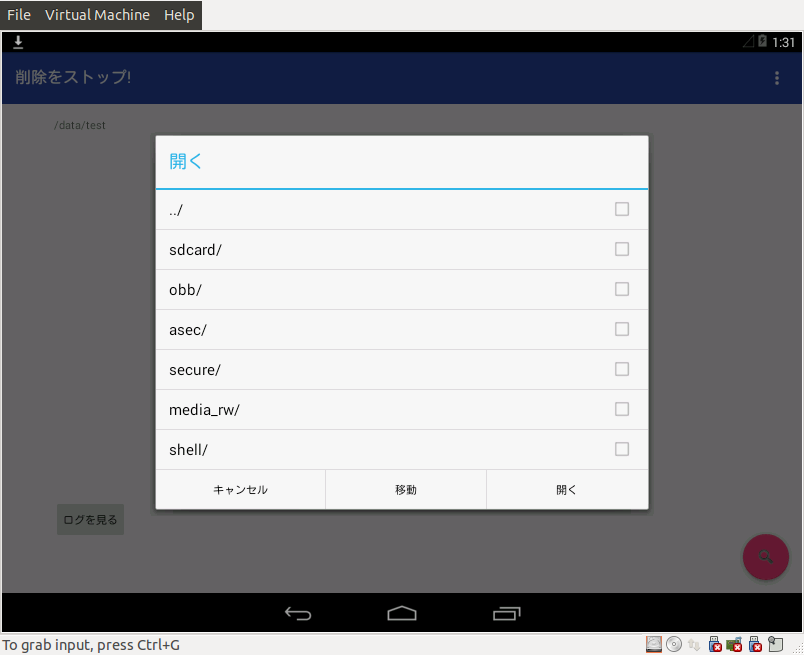 File Virtual Machine Help
1:31
削除をストップ!
/data/test
開く
../
sdcard/
obb/
asec/
secure/
media_rw/
shell/
キャンセル 移動 開く
ログを見る
To grab input, press Ctrl+G